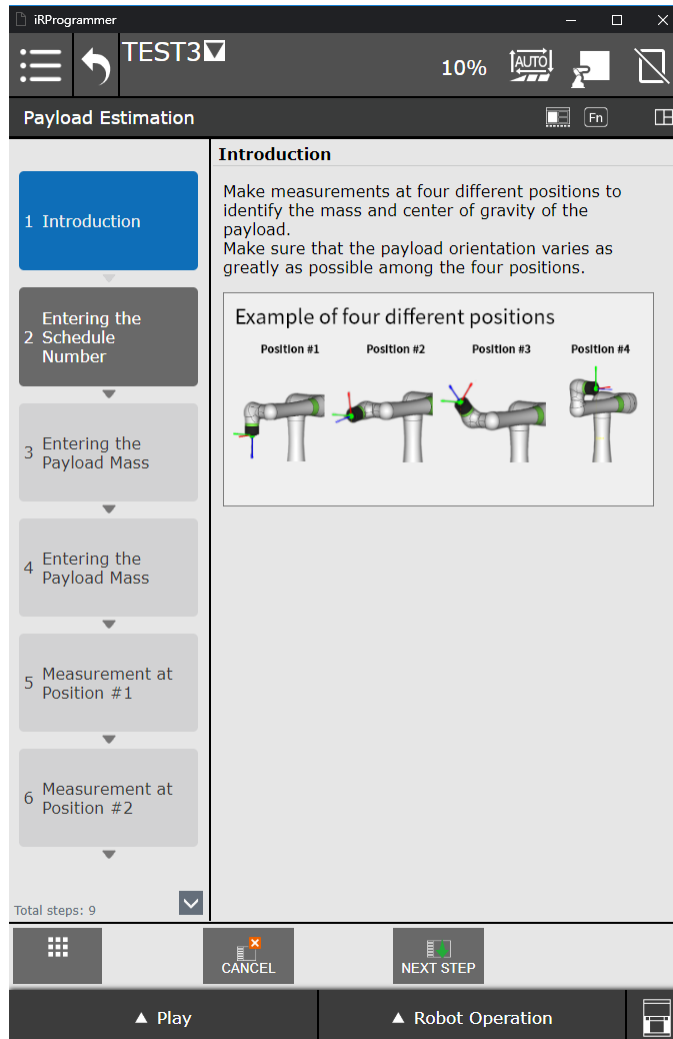 iRProgrammer
TEST3
10%
AUTO
Payload Estimation
Fn
1 Introduction
2 Entering the
Schedule
Number
3 Entering the
Payload Mass
4 Entering the
Payload Mass
5 Measurement at
Position #1
6 Measurement at
Position #2
Total steps: 9
Introduction
Make measurements at four different positions to
identify the mass and center of gravity of the
payload.
Make sure that the payload orientation varies as
greatly as possible among the four positions.
Example of four different positions
Position #1 Position #2 Position #3 Position #4
CANCEL
NEXT STEP
Play
Robot Operation